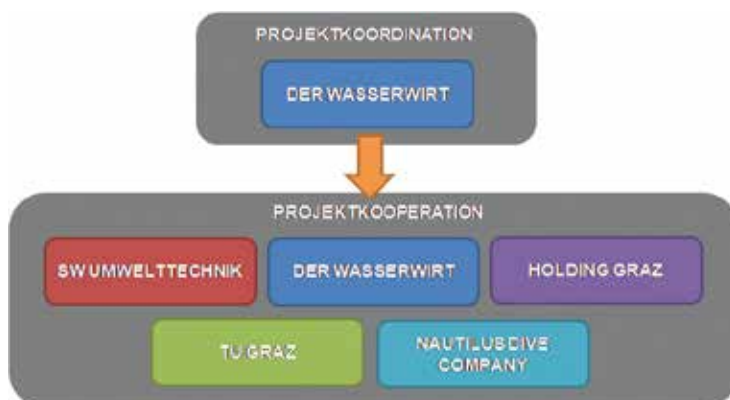 PROJEKTKOORDINATION
DER WASSERWIRT
PROJEKTKOOPERATION
SW UMWELTTECHNIK
DER WASSERWIRT
HOLDING GRAZ
TU GRAZ
NAUTILUS DIVE
COMPANY